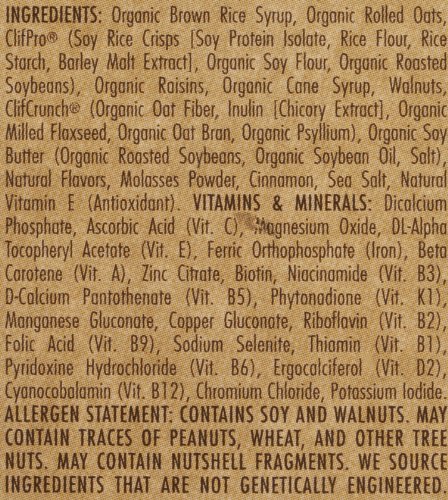 INGREDIENTS: Organic Brown Rice Syrup, Organic Rolled Oats,
ClifPro® (Soy Rice Crisps [Soy Protein Isolate, Rice Flour, Rice
Starch, Barley Malt Extract], Organic Soy Flour, Organic Roasted
Soybeans), Organic Raisins, Organic Cane Syrup, Walnuts,
ClifCrunch® (Organic Oat Fiber, Inulin [Chicory Extract], Organic
Milled Flaxseed, Organic Oat Bran, Organic Psyllium), Organic Soy
Butter (Organic Roasted Soybeans, Organic Soybean Oil, Salt),
Natural Flavors, Molasses Powder, Cinnamon, Sea Salt, Natural
Vitamin E (Antioxidant). VITAMINS & MINERALS: Dicalcium
Phosphate, Ascorbic Acid (Vit. C), Magnesium Oxide, DL-Alpha
Tocopheryl Acetate (Vit. E), Ferric Orthophosphate (Iron), Beta
Carotene (Vit. A), Zinc Citrate, Biotin, Niacinamide (Vit. B3),
D-Calcium Pantothenate (Vit. B5), Phytonadione (Vit. K1),
Manganese Gluconate, Copper Gluconate, Riboflavin (Vit. B2),
Folic Acid (Vit. B9), Sodium Selenite, Thiamin (Vit. B1),
Pyridoxine Hydrochloride (Vit. B6), Ergocalciferol (Vit. D2),
Cyanocobalamin (Vit. B12), Chromium Chloride, Potassium Iodide.
ALLERGEN STATEMENT: CONTAINS SOY AND WALNUTS. MAY
CONTAIN TRACES OF PEANUTS, WHEAT, AND OTHER TREE
NUTS. MAY CONTAIN NUTSHELL FRAGMENTS. WE SOURCE
INGREDIENTS THAT ARE NOT GENETICALLY ENGINEERED.